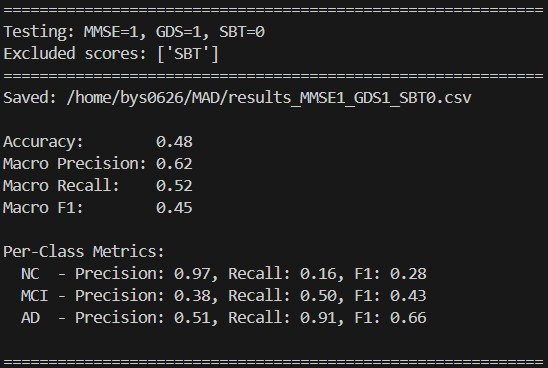 ============================================================
Testing: MMSE=1, GDS=1, SBT=0
Excluded scores: ['SBT']
============================================================
Saved: /home/bys0626/MAD/results_MMSE1_GDS1_SBT0.csv
Accuracy: 0.48
Macro Precision: 0.62
Macro Recall: 0.52
Macro F1: 0.45
Per-Class Metrics:
NC - Precision: 0.97, Recall: 0.16, F1: 0.28
MCI - Precision: 0.38, Recall: 0.50, F1: 0.43
AD - Precision: 0.51, Recall: 0.91, F1: 0.66
============================================================